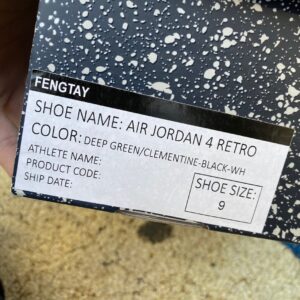 FENGTAY
SHOE NAME: AIR JORDAN 4 RETRO
COLOR: DEEP GREEN/CLEMENTINE-BLACK-WH
ATHLETE NAME:
PRODUCT CODE:
SHIP DATE:
SHOE SIZE:
9